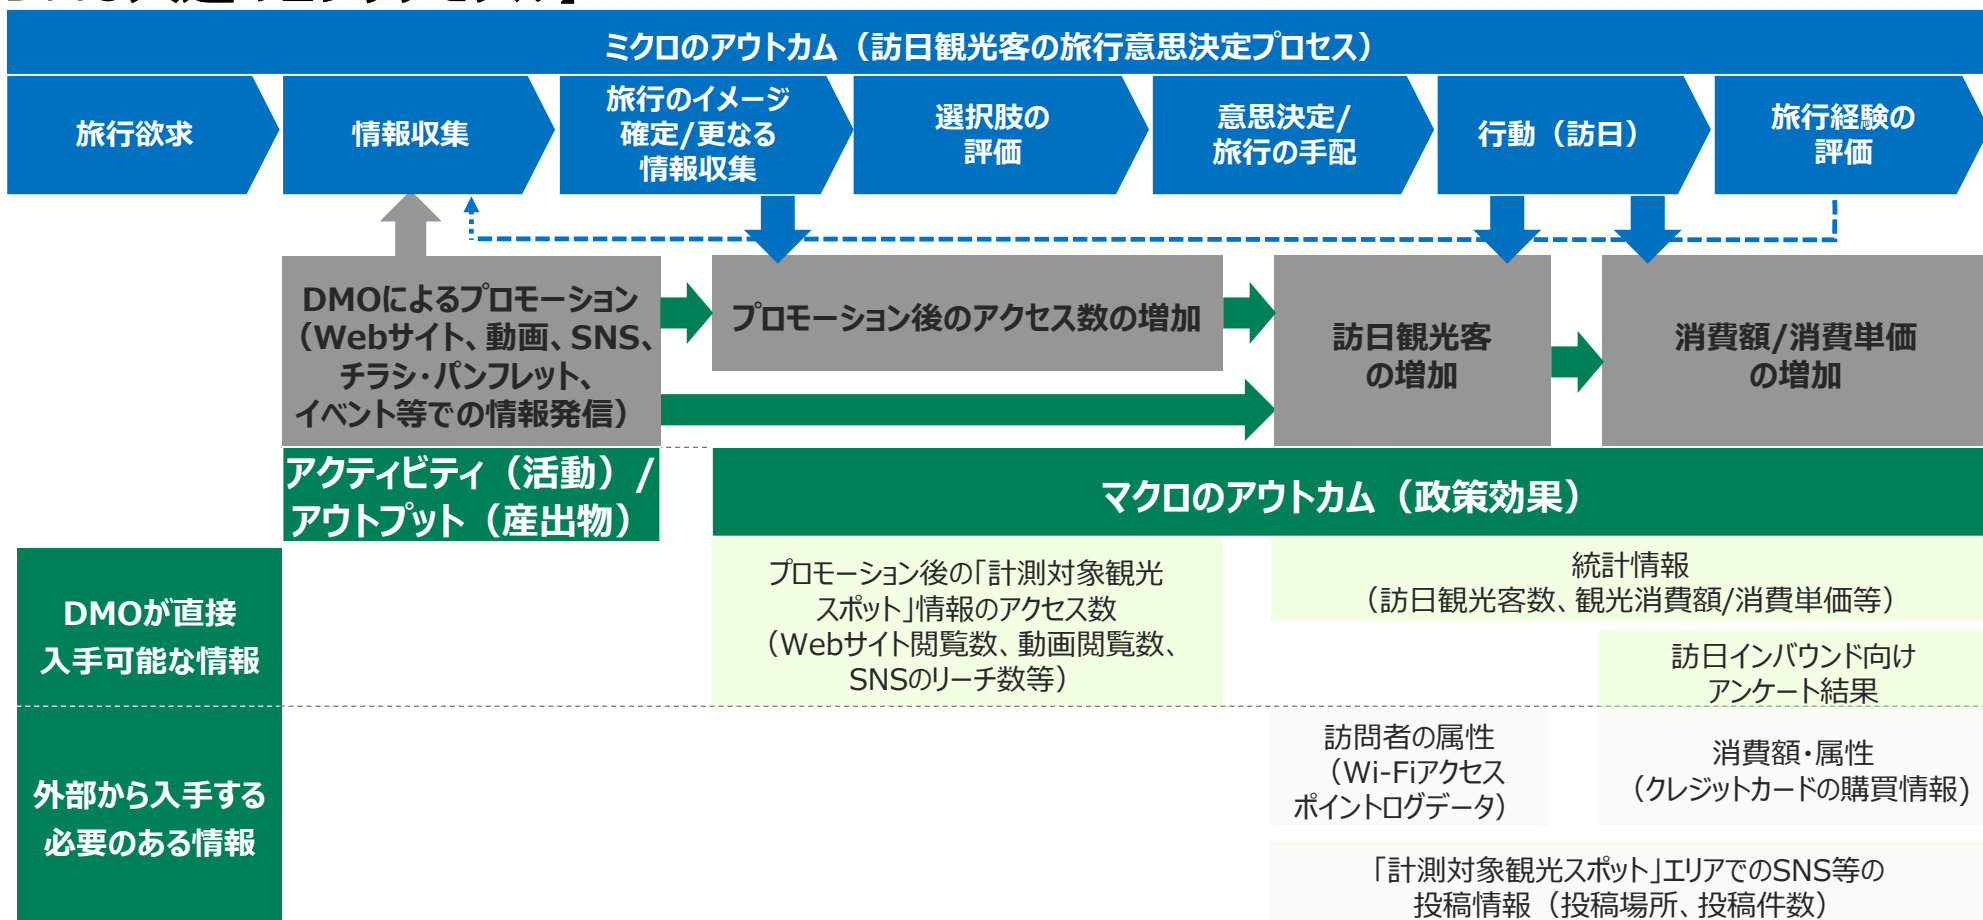 ミクロのアウトカム（訪日観光客の旅行意思決定プロセス）
旅行欲求
情報収集
旅行のイメージ
確定/更なる
情報収集
選択肢の
評価
意思決定/
旅行の手配
行動（訪日）
旅行経験の
評価
DMOによるプロモーション
（Webサイト、動画、SNS、
チラシ・パンフレット、
イベント等での情報発信）
プロモーション後のアクセス数の増加
訪日観光客
の増加
消費額/消費単価
の増加
アクティビティ（活動）/
アウトプット（産出物）
マクロのアウトカム（政策効果）
DMOが直接
入手可能な情報
プロモーション後の「計測対象観光
スポット」情報のアクセス数
（Webサイト閲覧数、動画閲覧数、
SNSのリーチ数等）
統計情報
（訪日観光客数、観光消費額/消費単価等）
訪日インバウンド向け
アンケート結果
外部から入手する
必要のある情報
訪問者の属性
（Wi-Fiアクセス
ポイントログデータ）
消費額・属性
（クレジットカードの購買情報）
「計測対象観光スポット」エリアでのSNS等の
投稿情報（投稿場所、投稿件数）